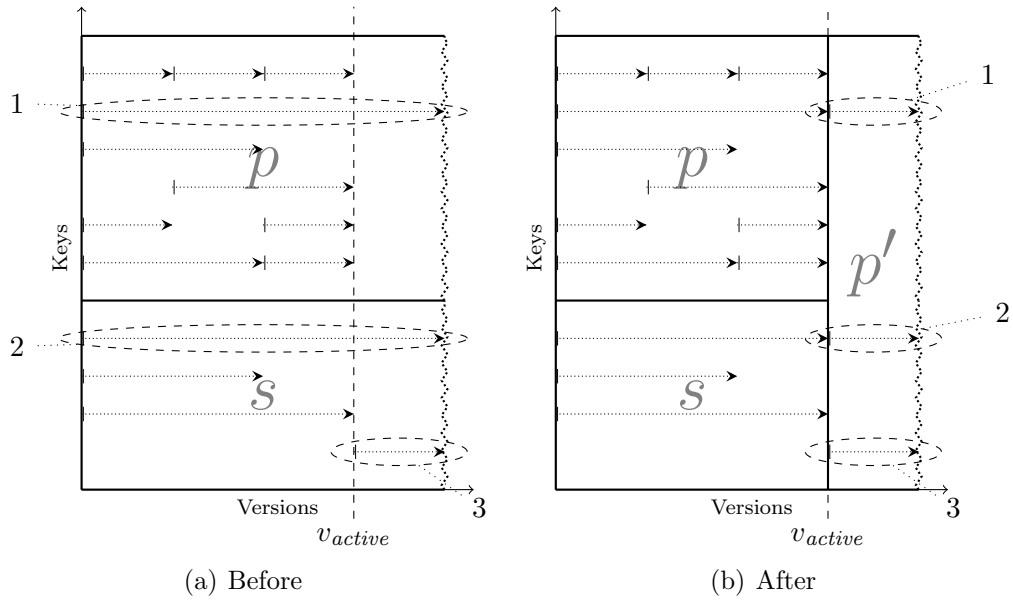 1
p
Keys
2
s
3
Versions
v_active
(a) Before
1
p
Keys
p′
2
s
3
Versions
v_active
(b) After